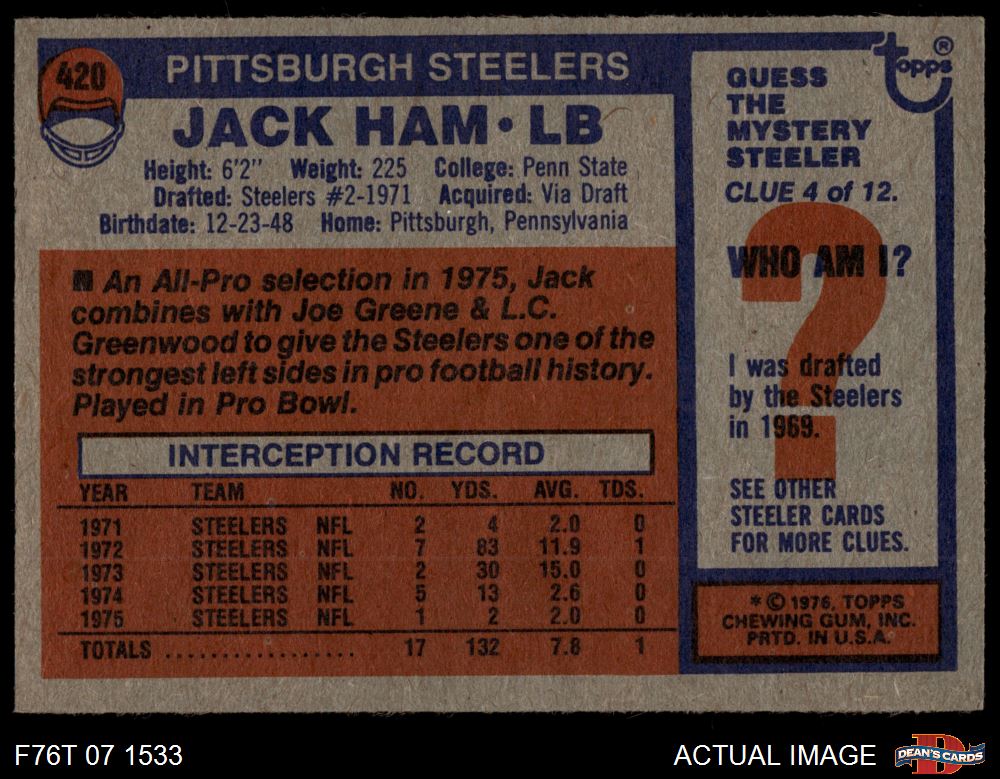 420
PITTSBURGH STEELERS
JACK HAM • LB
Height: 6'2" Weight: 225 College: Penn State
Drafted: Steelers #2-1971 Acquired: Via Draft
Birthdate: 12-23-48 Home: Pittsburgh, Pennsylvania
■ An All-Pro selection in 1975, Jack
combines with Joe Greene & L.C.
Greenwood to give the Steelers one of the
strongest left sides in pro football history.
Played in Pro Bowl.
INTERCEPTION RECORD
YEAR TEAM NO. YDS. AVG. TDS.
1971 STEELERS NFL 2 4 2.0 0
1972 STEELERS NFL 7 83 11.9 1
1973 STEELERS NFL 2 30 15.0 0
1974 STEELERS NFL 5 13 2.6 0
1975 STEELERS NFL 1 2 2.0 0
TOTALS .................. 17 132 7.8 1
topps ®
GUESS
THE
MYSTERY
STEELER
CLUE 4 of 12.
WHO AM I?
?
I was drafted
by the Steelers
in 1969.
SEE OTHER
STEELER CARDS
FOR MORE CLUES.
* © 1976, TOPPS
CHEWING GUM, INC.
PRTD. IN U.S.A.
F76T 07 1533
ACTUAL IMAGE
D
DEAN'S CARDS